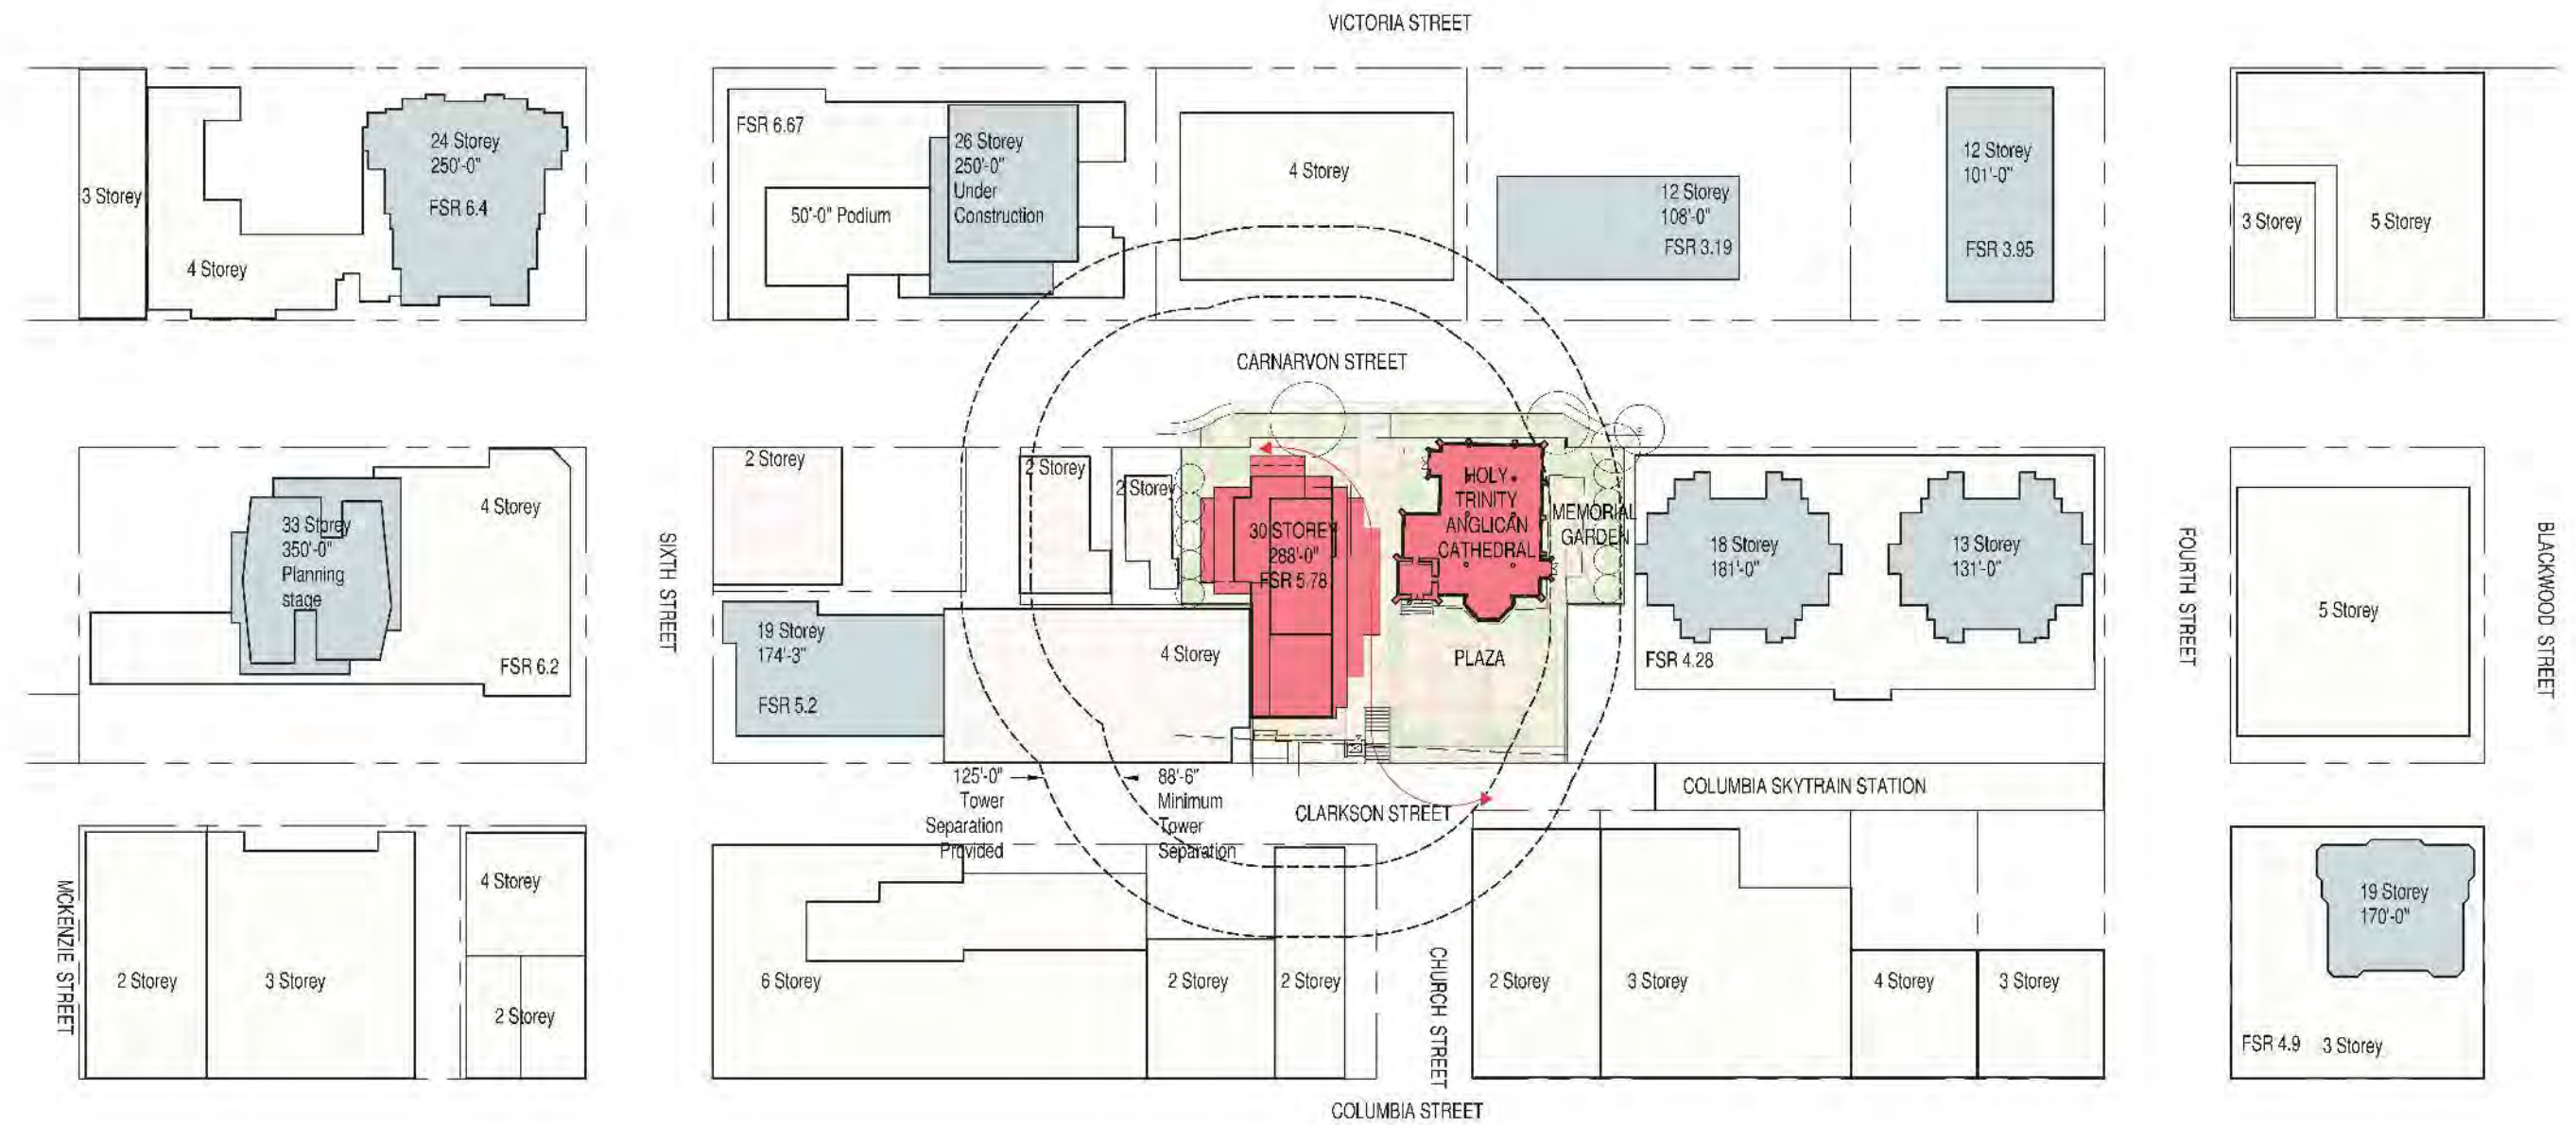 VICTORIA STREET
3 Storey
4 Storey
24 Storey
250'-0"
FSR 6.4
FSR 6.67
50'-0" Podium
26 Storey
250'-0"
Under
Construction
4 Storey
12 Storey
108'-0"
FSR 3.19
12 Storey
101'-0"
FSR 3.95
3 Storey
5 Storey
CARNARVON STREET
33 Storey
350'-0"
Planning
stage
4 Storey
FSR 6.2
SIXTH STREET
2 Storey
2 Storey
2 Storey
19 Storey
174'-3"
FSR 5.2
4 Storey
30 STOREY
288'-0"
FSR 5.78
HOLY
TRINITY
ANGLICAN
CATHEDRAL
MEMORIAL
GARDEN
PLAZA
18 Storey
181'-0"
13 Storey
131'-0"
FSR 4.28
FOURTH STREET
5 Storey
BLACKWOOD STREET
125'-0"
Tower
Separation
Provided
88'-6"
Minimum
Tower
Separation
CLARKSON STREET
COLUMBIA SKYTRAIN STATION
MCKENZIE STREET
2 Storey
3 Storey
4 Storey
2 Storey
6 Storey
2 Storey
2 Storey
CHURCH STREET
2 Storey
3 Storey
4 Storey
3 Storey
19 Storey
170'-0"
FSR 4.9
3 Storey
COLUMBIA STREET